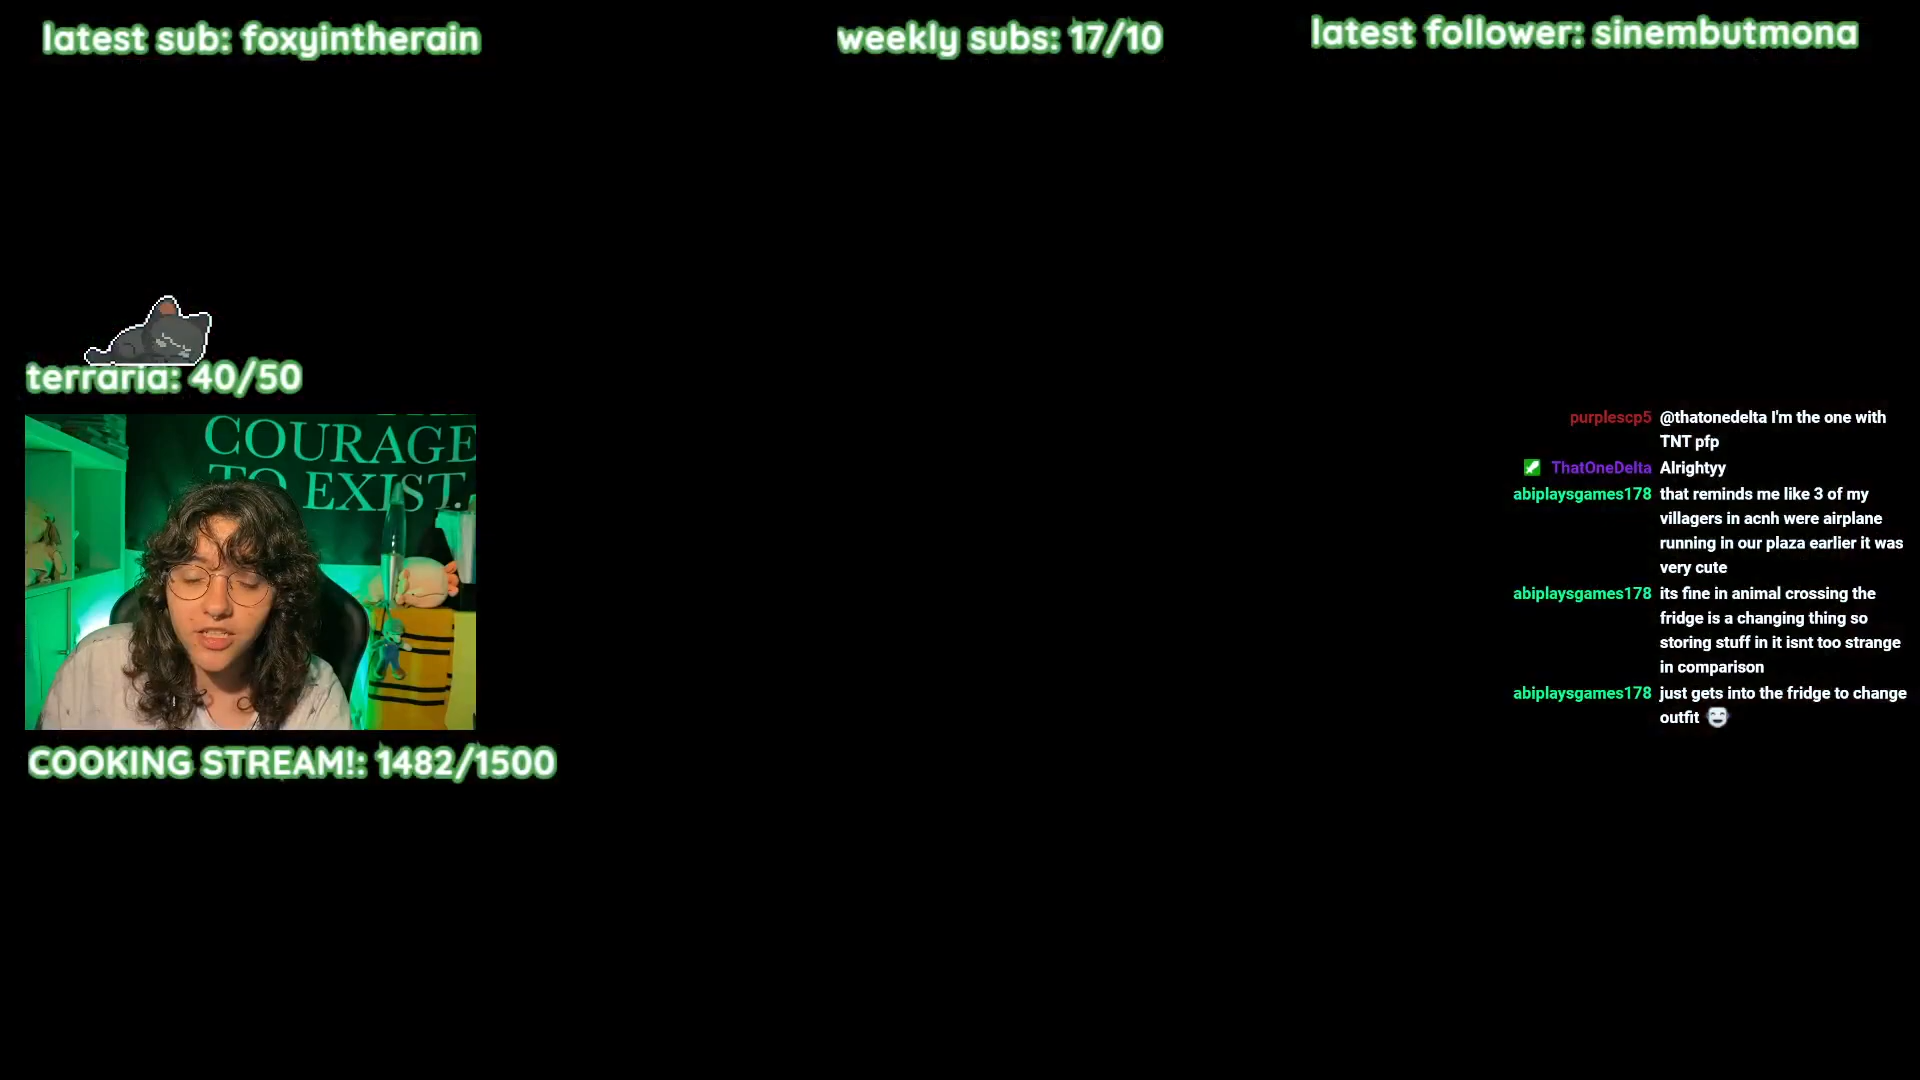 latest sub: foxyintherain
weekly subs: 17/10
latest follower: sinembutmona
terraria: 40/50
COURAGE
TO EXIST.
COOKING STREAM!: 1482/1500
purplescp5 @thatonedelta I'm the one with
TNT pfp
ThatOneDelta Alrightyy
abiplaysgames178 that reminds me like 3 of my
villagers in acnh were airplane
running in our plaza earlier it was
very cute
abiplaysgames178 its fine in animal crossing the
fridge is a changing thing so
storing stuff in it isnt too strange
in comparison
abiplaysgames178 just gets into the fridge to change
outfit